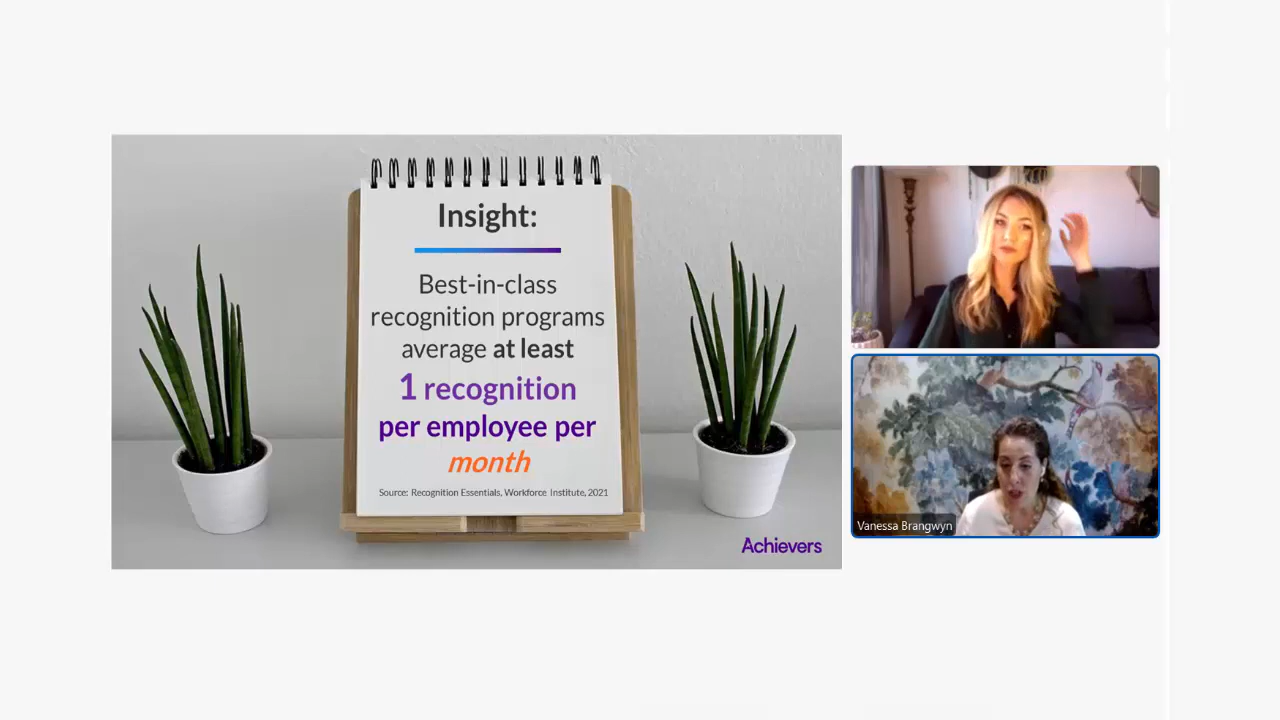 Insight:
Best-in-class
recognition programs
average at least
1 recognition
per employee per
month
Source: Recognition Essentials, Workforce Institute, 2021
Achievers
Vanessa Brangwyn